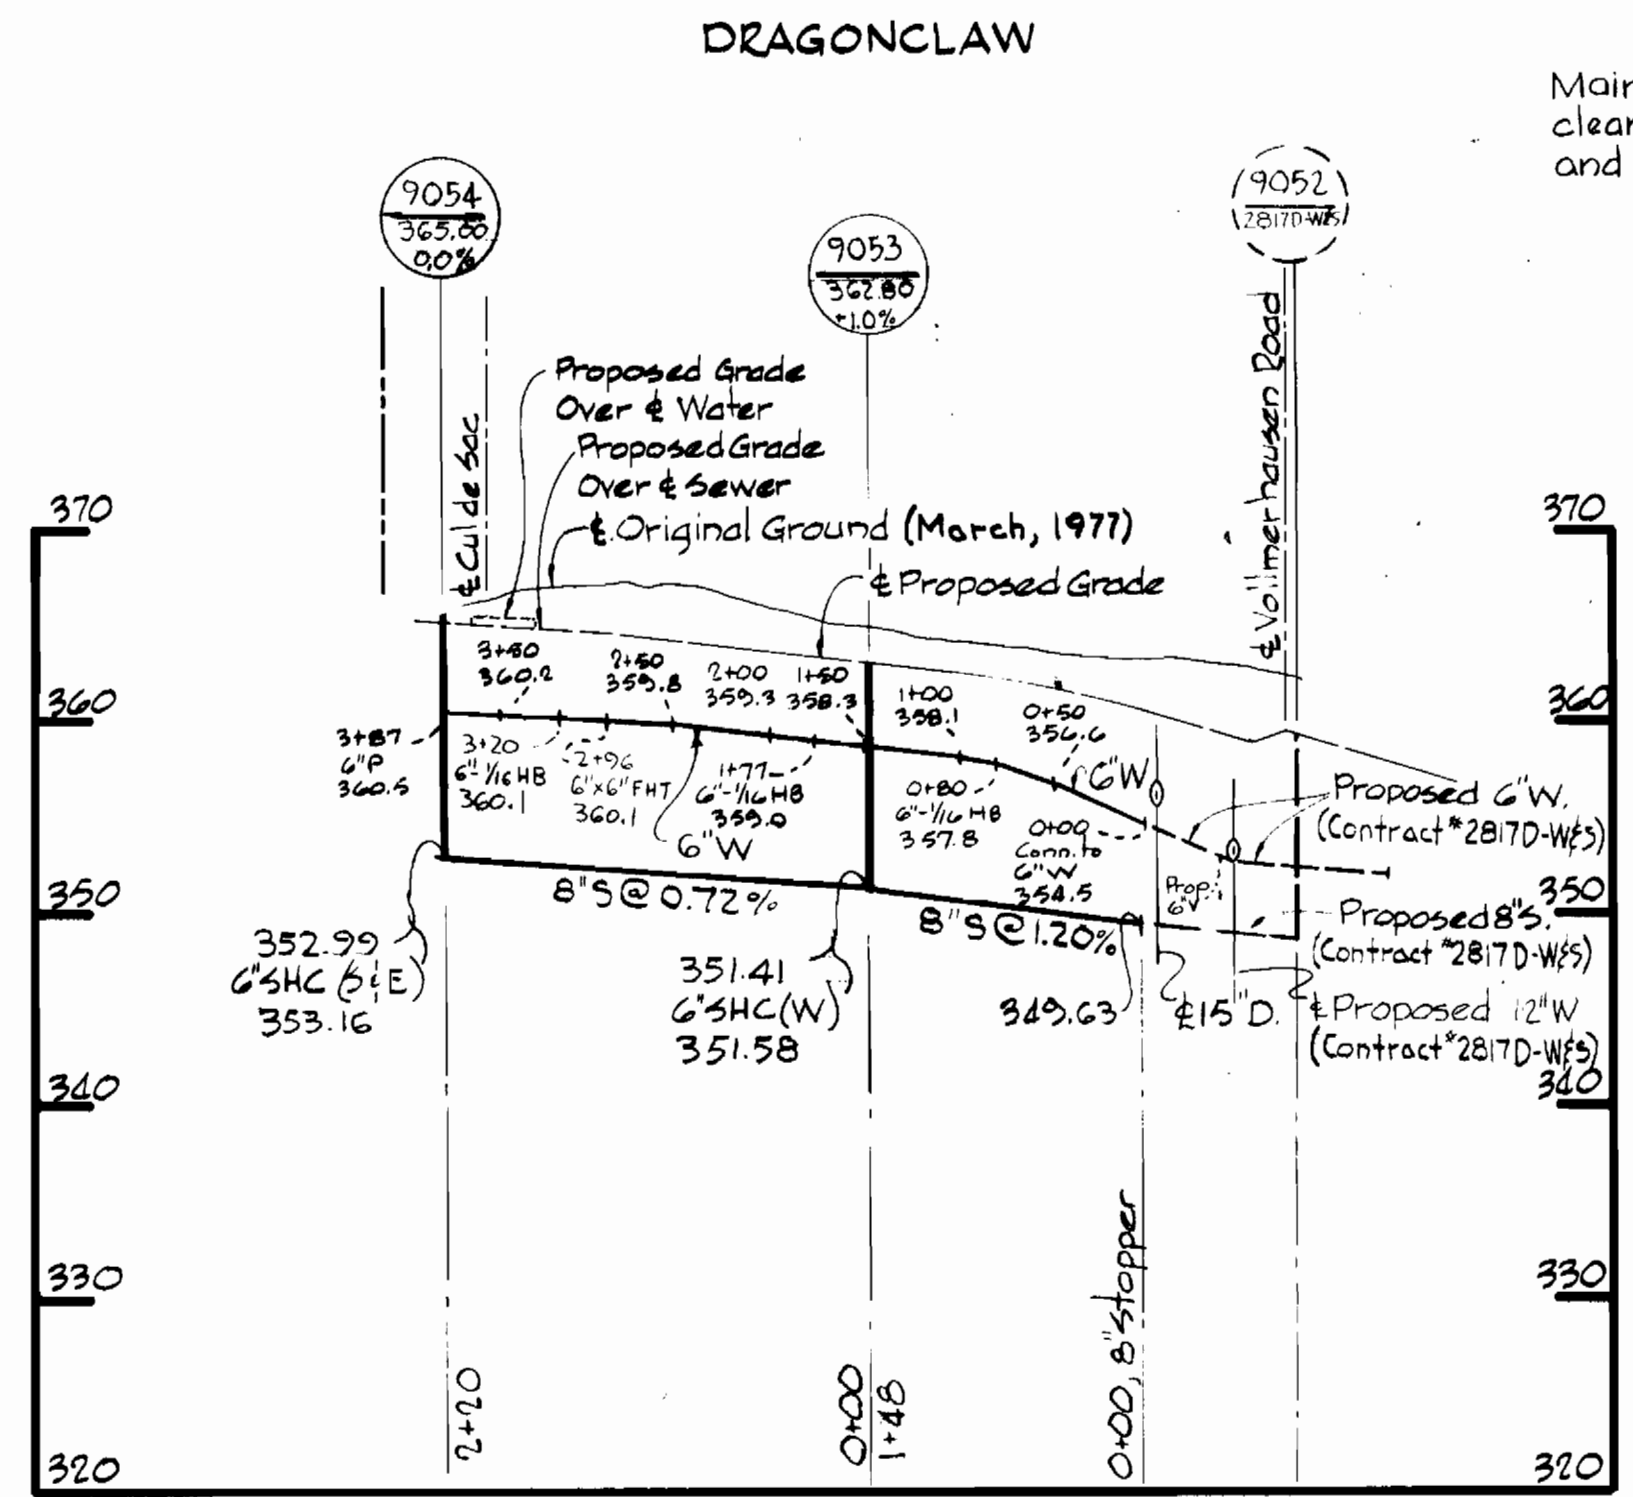 DRAGONCLAW
Main
clear
and
9054
365.00
0.0%
9053
362.80
+1.0%
9052
2817D-W&S
Proposed Grade
Over ℄ Water
Proposed Grade
Over ℄ Sewer
℄ Original Ground (March, 1977)
℄ Proposed Grade
℄ Cul de Sac
℄ Vollmerhausen Road
370
370
360
360
350
350
340
340
330
330
320
320
3+50
360.2
2+50
359.8
2+00
359.3
1+50
358.3
1+00
358.1
0+50
356.6
3+87
6"P
360.5
3+20
6"-1/16 HB
360.1
2+96
6"x6" FHT
360.1
1+77
6"-1/16 HB
359.0
6"W
0+80
6"-1/16 HB
357.8
6"W
0+00
Conn. to
6"W
354.5
Prop.
6"V
Proposed 6"W.
(Contract #2817D-W&S)
Proposed 8"S.
(Contract #2817D-W&S)
℄ Proposed 12"W
(Contract #2817D-W&S)
8"S @ 0.72%
8"S @ 1.20%
352.99
6"SHC (S&E)
353.16
351.41
6"SHC (W)
351.58
349.63
℄ 15"D.
2+20
0+00
1+48
0+00, 8" Stopper